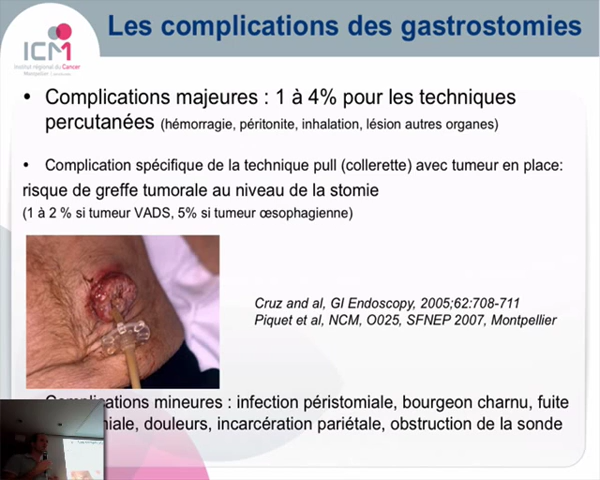 Les complications des gastrostomies
ICM
Institut régional du Cancer
Montpellier
• Complications majeures : 1 à 4% pour les techniques
percutanées (hémorragie, péritonite, inhalation, lésion autres organes)
• Complication spécifique de la technique pull (collerette) avec tumeur en place:
risque de greffe tumorale au niveau de la stomie
(1 à 2 % si tumeur VADS, 5% si tumeur œsophagienne)
Cruz and al, GI Endoscopy, 2005;62:708-711
Piquet et al, NCM, O025, SFNEP 2007, Montpellier
mineures : infection péristomiale, bourgeon charnu, fuite
douleurs, incarcération pariétale, obstruction de la sonde